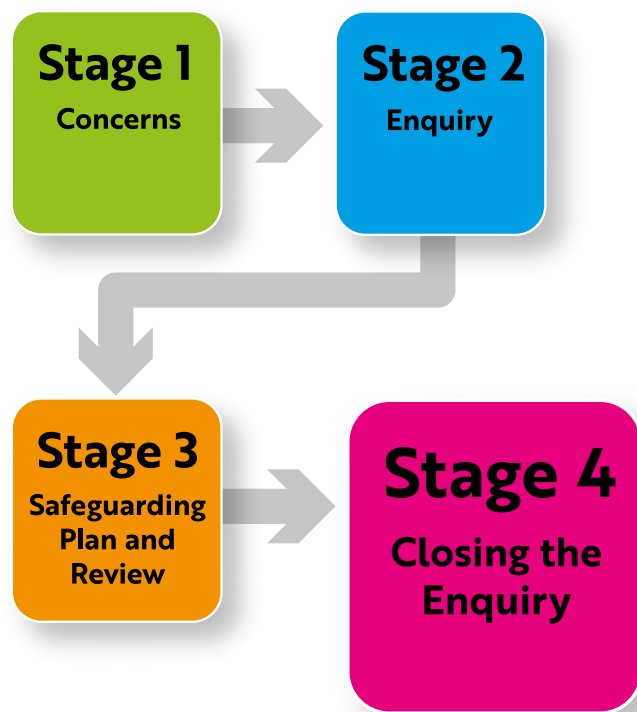 Stage 1
Concerns
Stage 2
Enquiry
Stage 3
Safeguarding
Plan and
Review
Stage 4
Closing the
Enquiry